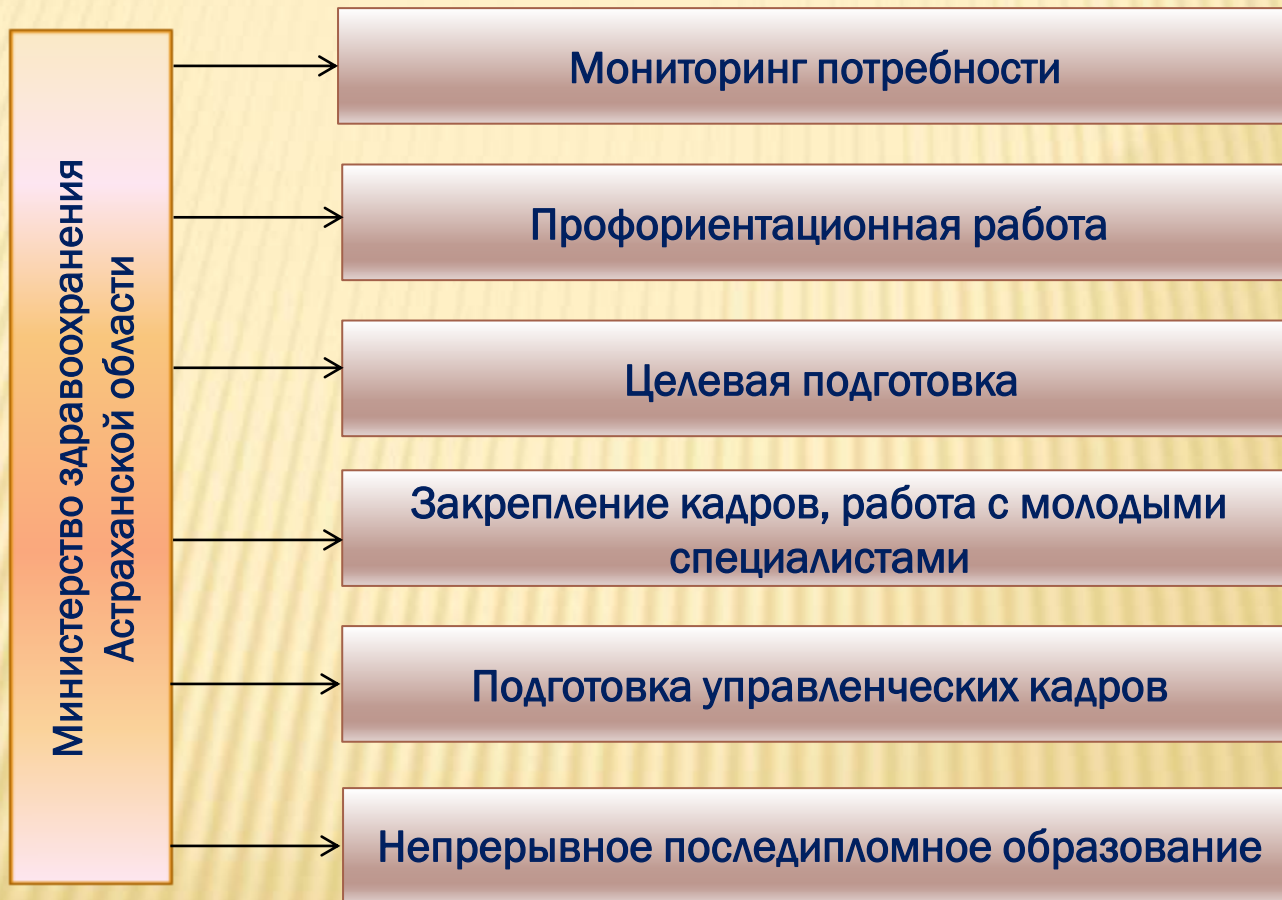 Министерство здравоохранения
Астраханской области
Мониторинг потребности
Профориентационная работа
Целевая подготовка
Закрепление кадров, работа с молодыми
специалистами
Подготовка управленческих кадров
Непрерывное последипломное образование